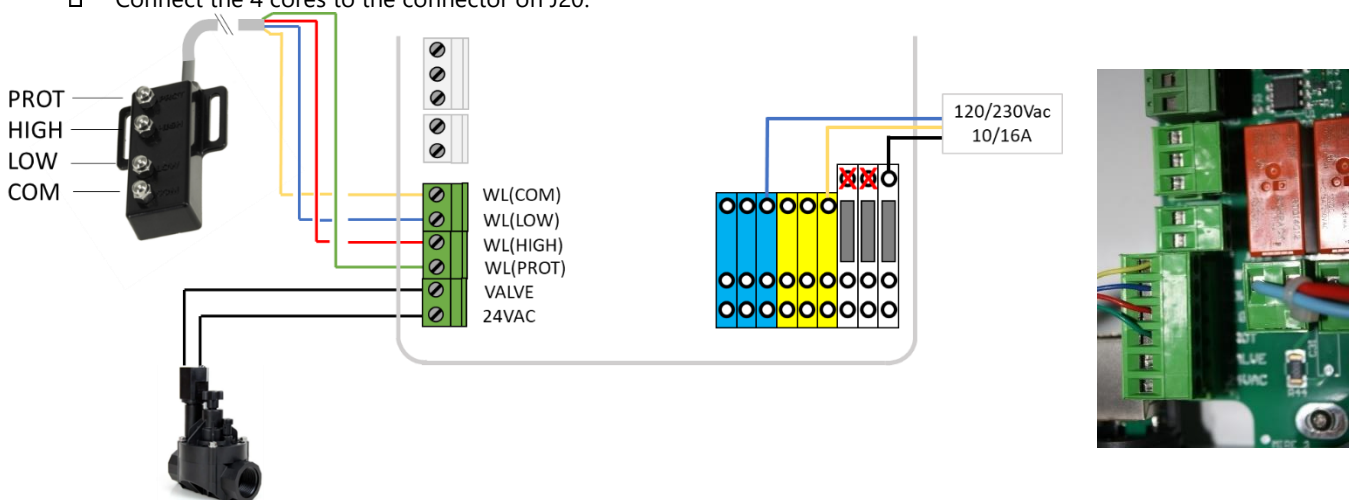 Connect the 4 cores to the connector on J20.
PROT
HIGH
LOW
COM
WL(COM)
WL(LOW)
WL(HIGH)
WL(PROT)
VALVE
24VAC
120/230Vac
10/16A